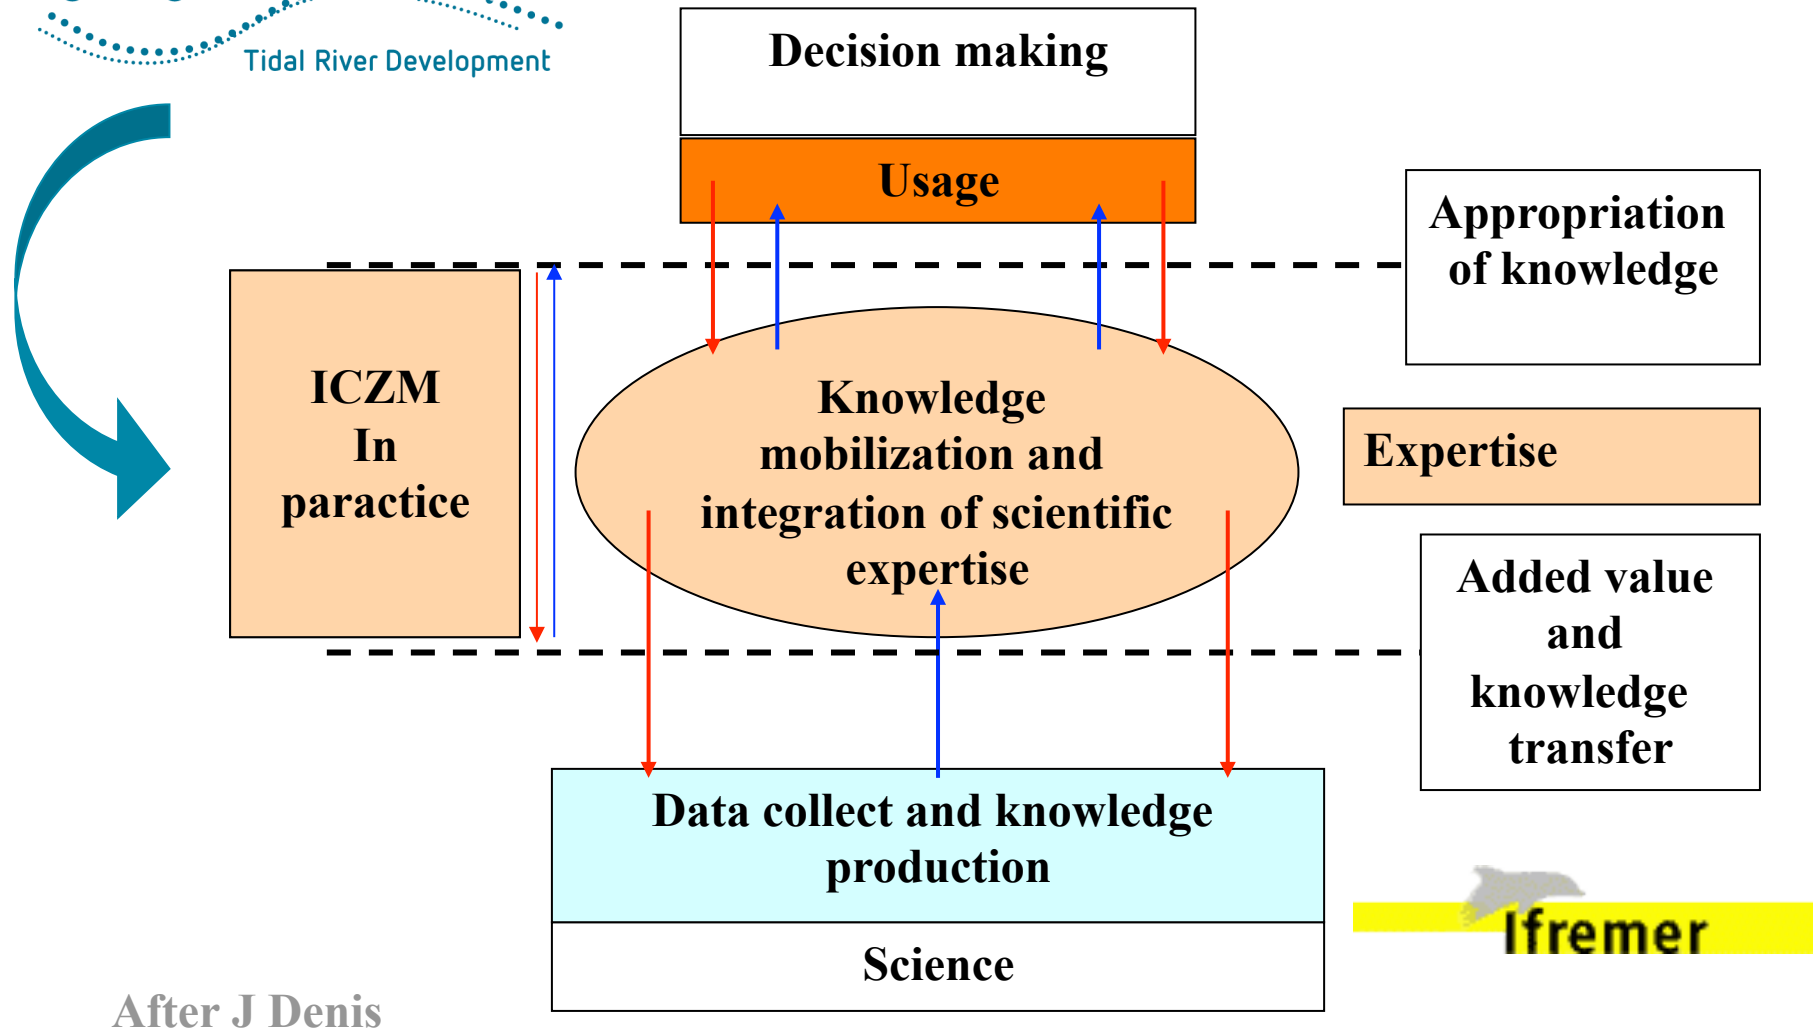 Tidal River Development
Decision making
Usage
Appropriation
of knowledge
ICZM
In
paractice
Knowledge
mobilization and
integration of scientific
expertise
Expertise
Added value
and
knowledge
transfer
Data collect and knowledge
production
Science
Ifremer
After J Denis